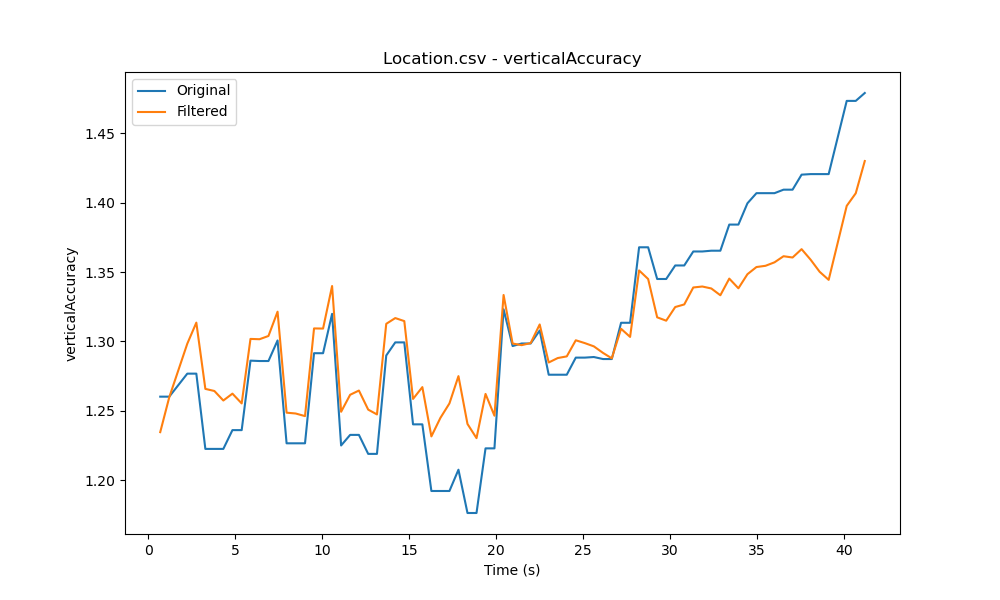 Location.csv - verticalAccuracy
Original
Filtered
verticalAccuracy
1.45
1.40
1.35
1.30
1.25
1.20
0 5 10 15 20 25 30 35 40
Time (s)